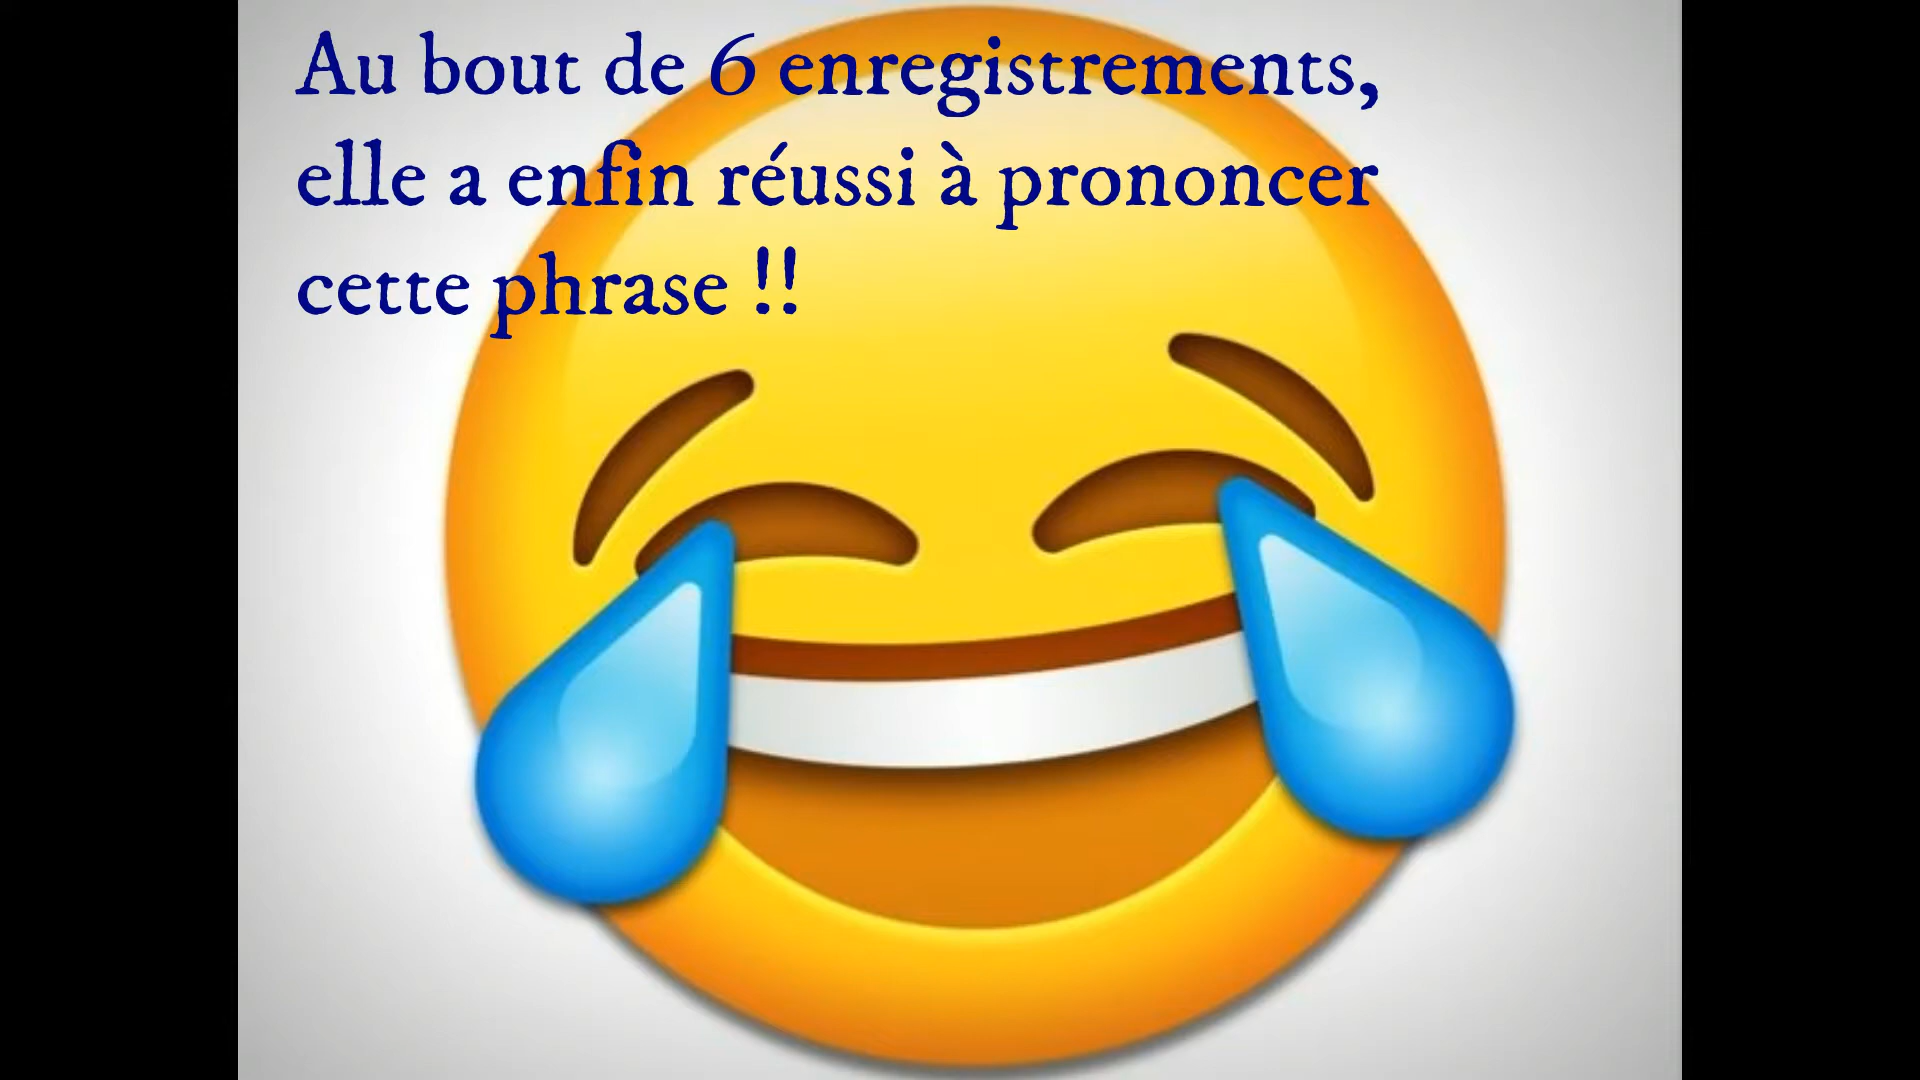 Au bout de 6 enregistrements,
elle a enfin réussi à prononcer
cette phrase !!